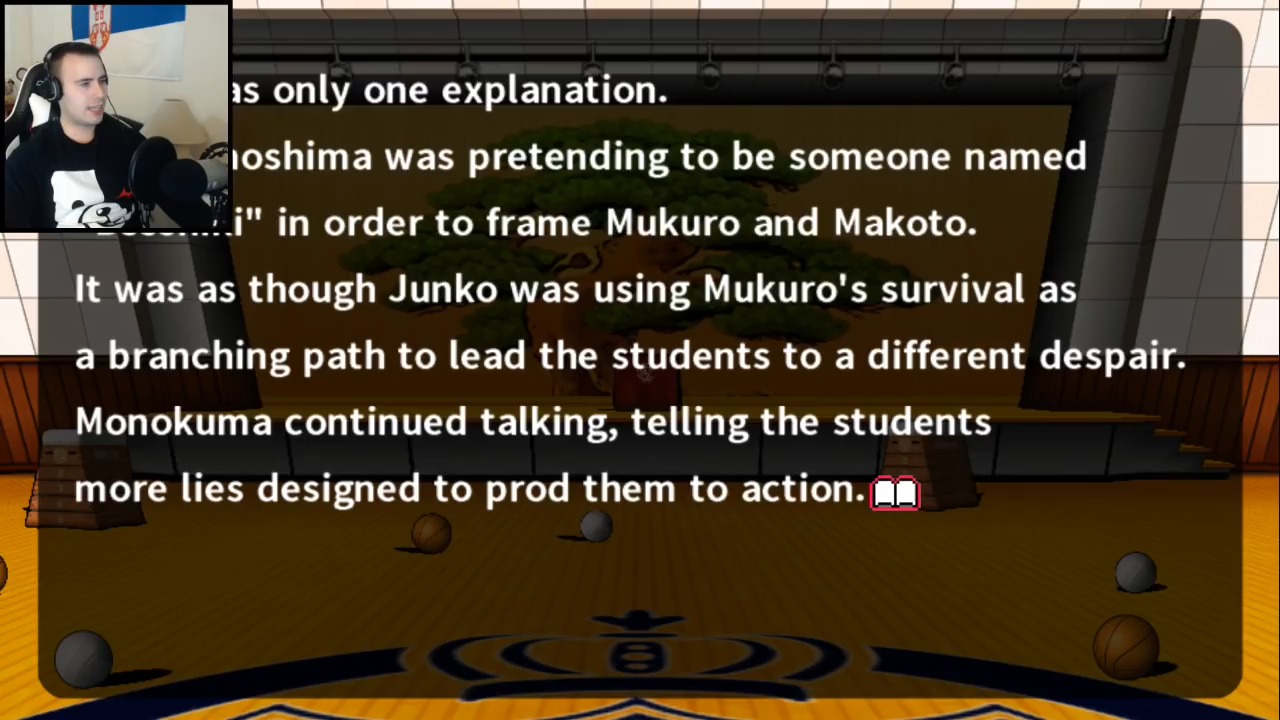 as only one explanation.
noshima was pretending to be someone named
in order to frame Mukuro and Makoto.
It was as though Junko was using Mukuro's survival as
a branching path to lead the students to a different despair.
Monokuma continued talking, telling the students
more lies designed to prod them to action.